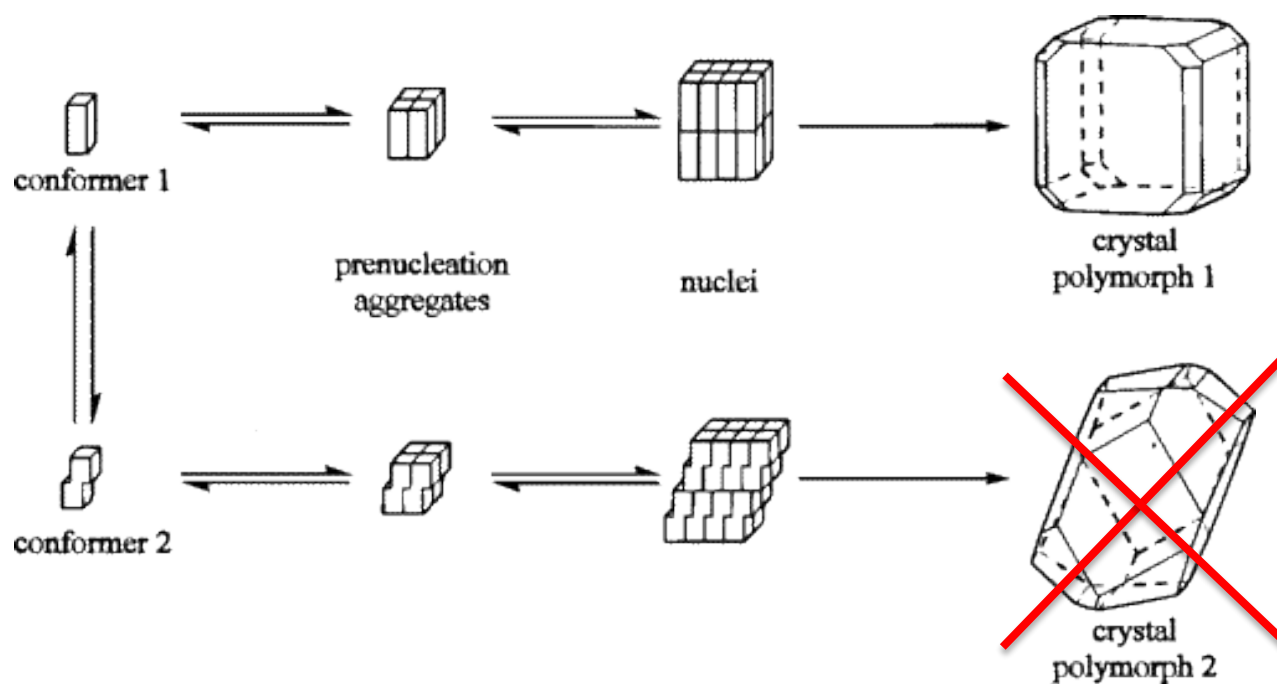 conformer 1
prenucleation
aggregates
nuclei
crystal
polymorph 1
conformer 2
crystal
polymorph 2